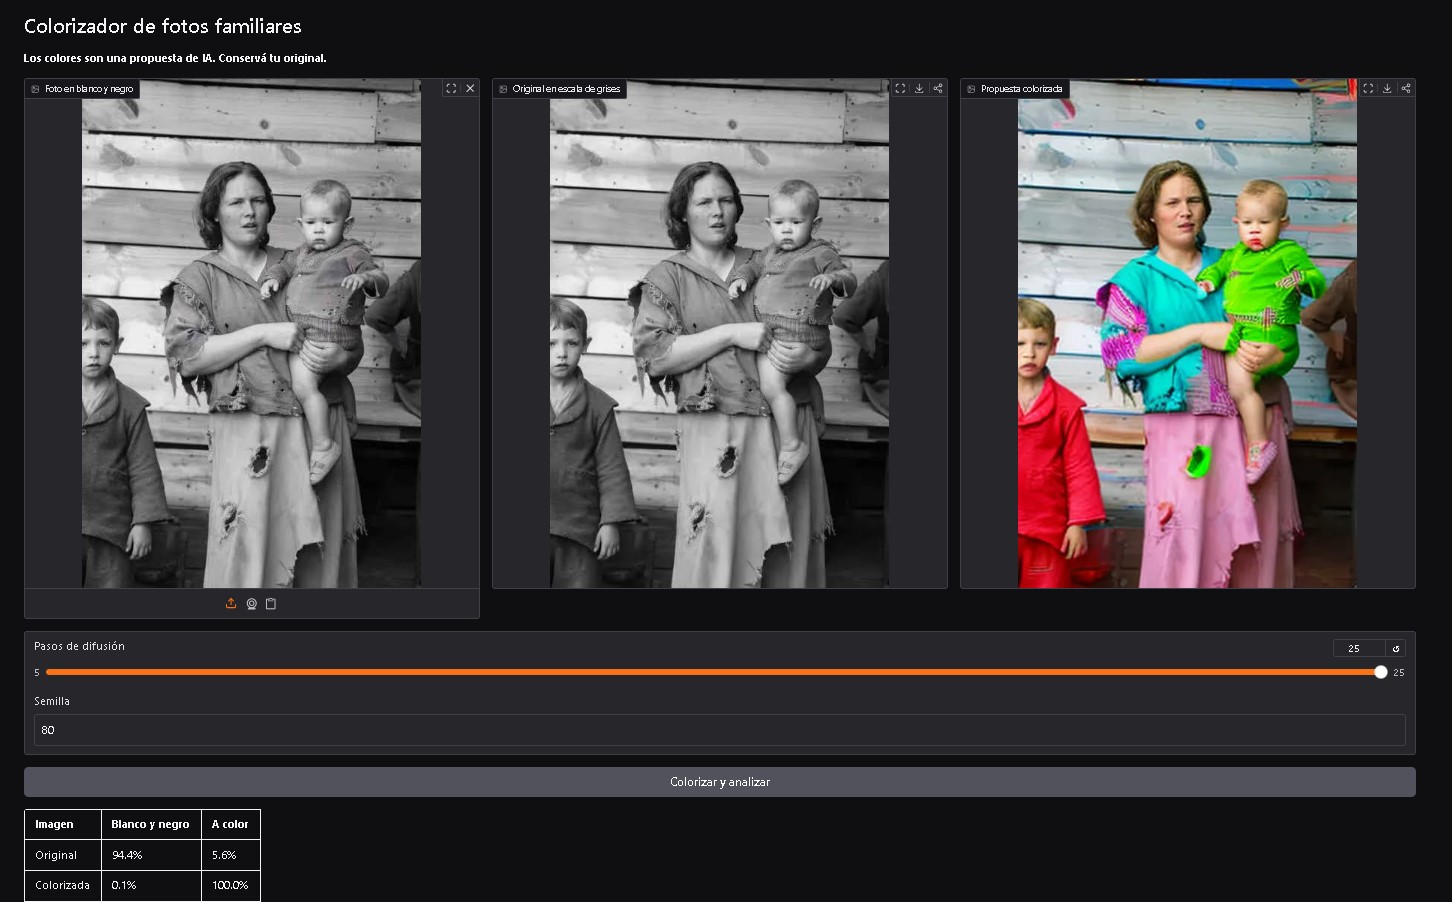 Colorizador de fotos familiares
Los colores son una propuesta de IA. Conservá tu original.
Foto en blanco y negro
Original en escala de grises
Propuesta colorizada
Pasos de difusión
25
5
25
Semilla
80
Colorizar y analizar
Imagen Blanco y negro A color
Original 94.4% 5.6%
Colorizada 0.1% 100.0%